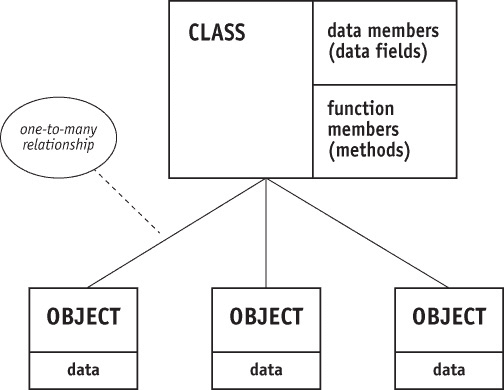 CLASS
data members
(data fields)
function
members
(methods)
one-to-many
relationship
OBJECT
data
OBJECT
data
OBJECT
data